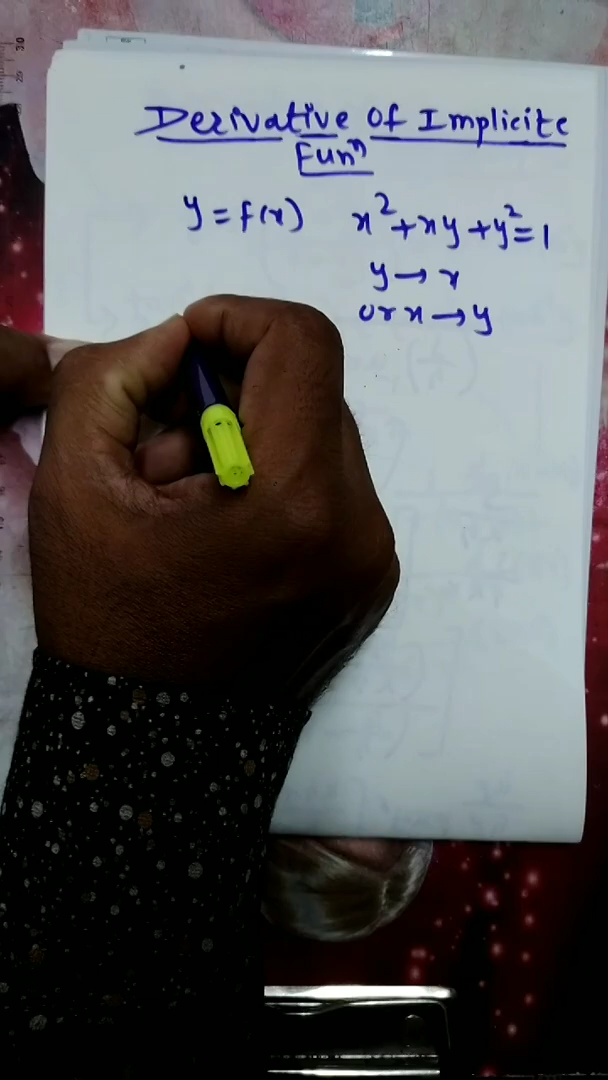 Derivative of Implicite
Funⁿ
y = f(x) x² + xy + y² = 1
y → x
or x → y